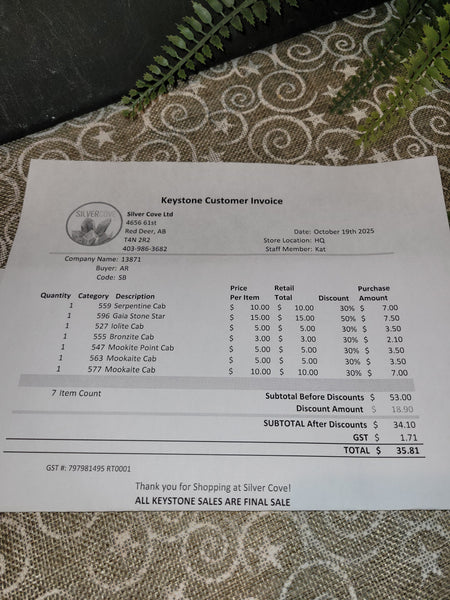 Keystone Customer Invoice
SILVERCOVE
Silver Cove Ltd
4656 61st
Red Deer, AB
T4N 2R2
403-986-3682
Date: October 19th 2025
Store Location: HQ
Staff Member: Kat
Company Name: 13871
Buyer: AR
Code: SB
Quantity Category Description Price Per Item Retail Total Discount Purchase Amount
1 559 Serpentine Cab $ 10.00 $ 10.00 30% $ 7.00
1 596 Gaia Stone Star $ 15.00 $ 15.00 50% $ 7.50
1 527 Iolite Cab $ 5.00 $ 5.00 30% $ 3.50
1 555 Bronzite Cab $ 3.00 $ 3.00 30% $ 2.10
1 547 Mookite Point Cab $ 5.00 $ 5.00 30% $ 3.50
1 563 Mookaite Cab $ 5.00 $ 5.00 30% $ 3.50
1 577 Mookaite Cab $ 10.00 $ 10.00 30% $ 7.00
7 Item Count
Subtotal Before Discounts $ 53.00
Discount Amount $ 18.90
SUBTOTAL After Discounts $ 34.10
GST $ 1.71
TOTAL $ 35.81
GST #: 797981495 RT0001
Thank you for Shopping at Silver Cove!
ALL KEYSTONE SALES ARE FINAL SALE